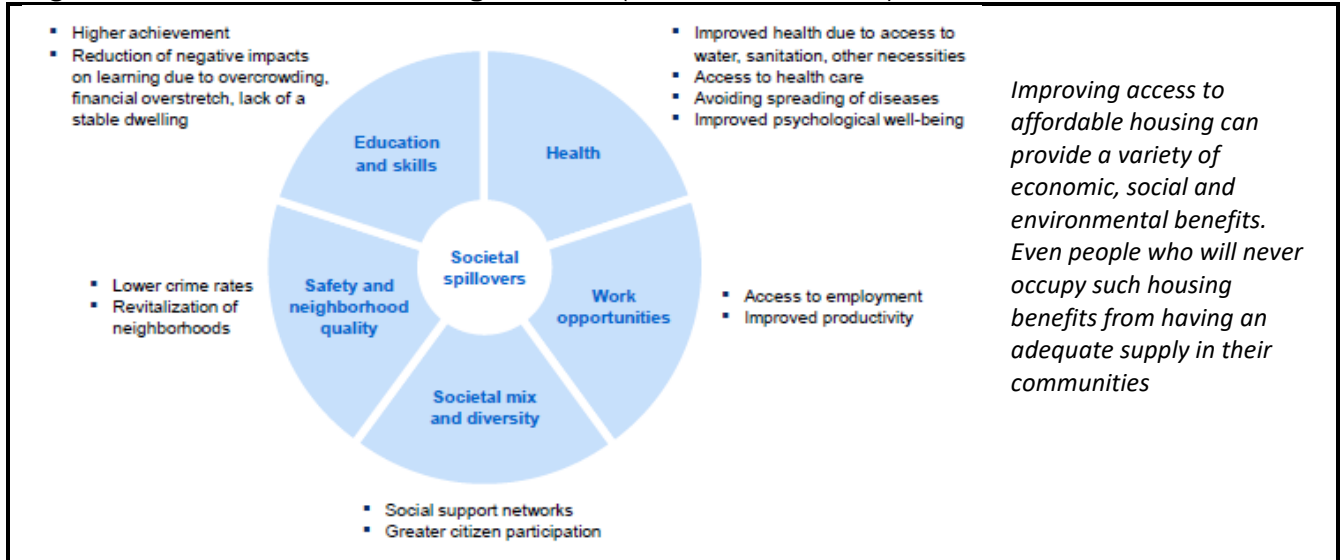 Higher achievement
Reduction of negative impacts
on learning due to overcrowding,
financial overstretch, lack of a
stable dwelling
Improved health due to access to
water, sanitation, other necessities
Access to health care
Avoiding spreading of diseases
Improved psychological well-being
Education
and skills
Health
Societal
spillovers
Safety and
neighborhood
quality
Work
opportunities
Societal mix
and diversity
Lower crime rates
Revitalization of
neighborhoods
Access to employment
Improved productivity
Social support networks
Greater citizen participation
Improving access to
affordable housing can
provide a variety of
economic, social and
environmental benefits.
Even people who will never
occupy such housing
benefits from having an
adequate supply in their
communities